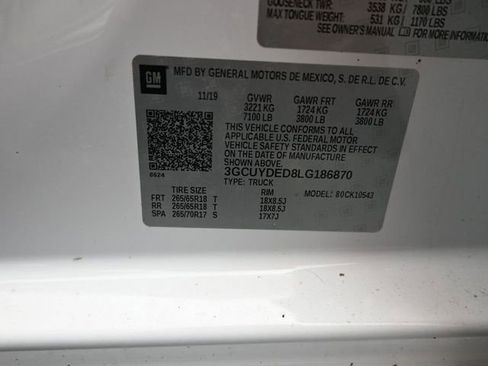 GOOSENECK TWR: 3538 KG/ 7800 LBS
MAX TONGUE WEIGHT: 531 KG/ 1170 LBS
SEE OWNER'S MANUAL FOR MORE INFORMATION
GM
MFD BY GENERAL MOTORS DE MEXICO, S. DE R.L. DE C.V.
11/19 GVWR GAWR FRT GAWR RR
3221 KG 1724 KG 1724 KG
7100 LB 3800 LB 3800 LB
THIS VEHICLE CONFORMS TO ALL
APPLICABLE U.S. FEDERAL MOTOR
VEHICLE SAFETY STANDARDS IN EFFECT
ON THE DATE OF MANUFACTURE SHOWN ABOVE.
3GCUYDED8LG186870
0624 TYPE: TRUCK MODEL: 80CK10543
RIM
FRT 265/65R18 T 18X8.5J
RR 265/65R18 T 18X8.5J
SPA 265/70R17 S 17X7J